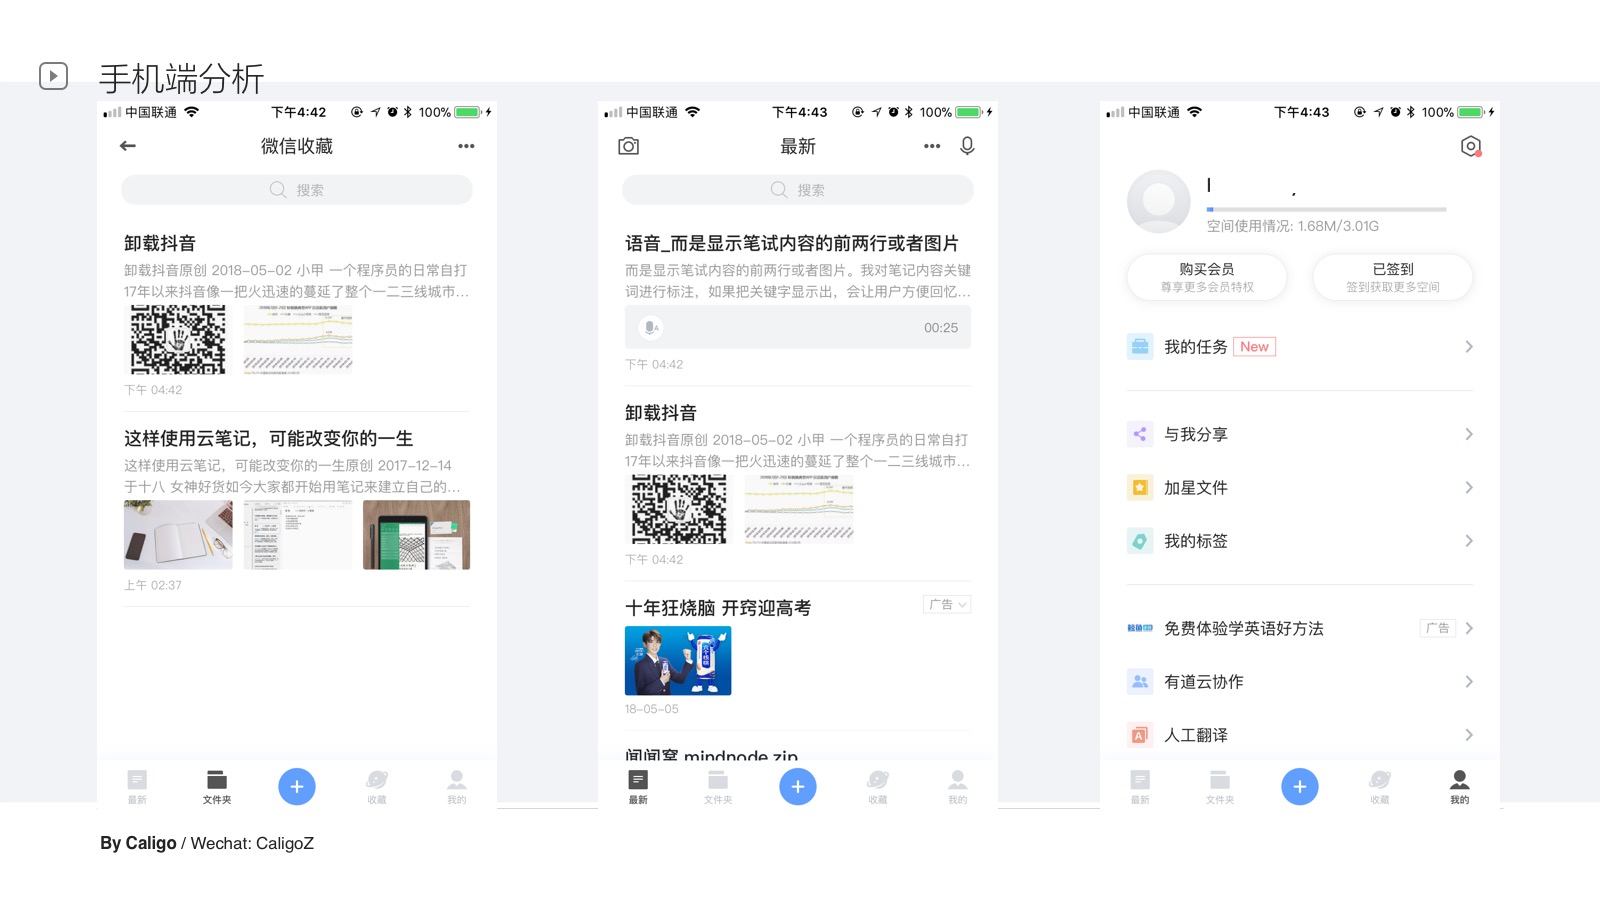 手机端分析
中国联通 下午4:42 100%
微信收藏
搜索
卸载抖音
卸载抖音原创 2018-05-02 小甲 一个程序员的日常自打
17年以来抖音像一把火迅速的蔓延了整个一二三线城市...
下午 04:42
这样使用云笔记，可能改变你的一生
这样使用云笔记，可能改变你的一生原创 2017-12-14
于十八 女神好货如今大家都开始用笔记来建立自己的...
上午 02:37
最新 文件夹 收藏 我的
中国联通 下午4:43 100%
最新
搜索
语音_而是显示笔试内容的前两行或者图片
而是显示笔试内容的前两行或者图片。我对笔记内容关键
词进行标注，如果把关键字显示出，会让用户方便回忆...
00:25
下午 04:42
卸载抖音
卸载抖音原创 2018-05-02 小甲 一个程序员的日常自打
17年以来抖音像一把火迅速的蔓延了整个一二三线城市...
下午 04:42
十年狂烧脑 开窍迎高考 广告
18-05-05
mindnode.zip
最新 文件夹 收藏 我的
中国联通 下午4:43 100%
空间使用情况: 1.68M/3.01G
购买会员
尊享更多会员特权
已签到
签到获取更多空间
我的任务 New
与我分享
加星文件
我的标签
免费体验学英语好方法 广告
有道云协作
人工翻译
最新 文件夹 收藏 我的
By Caligo / Wechat: CaligoZ